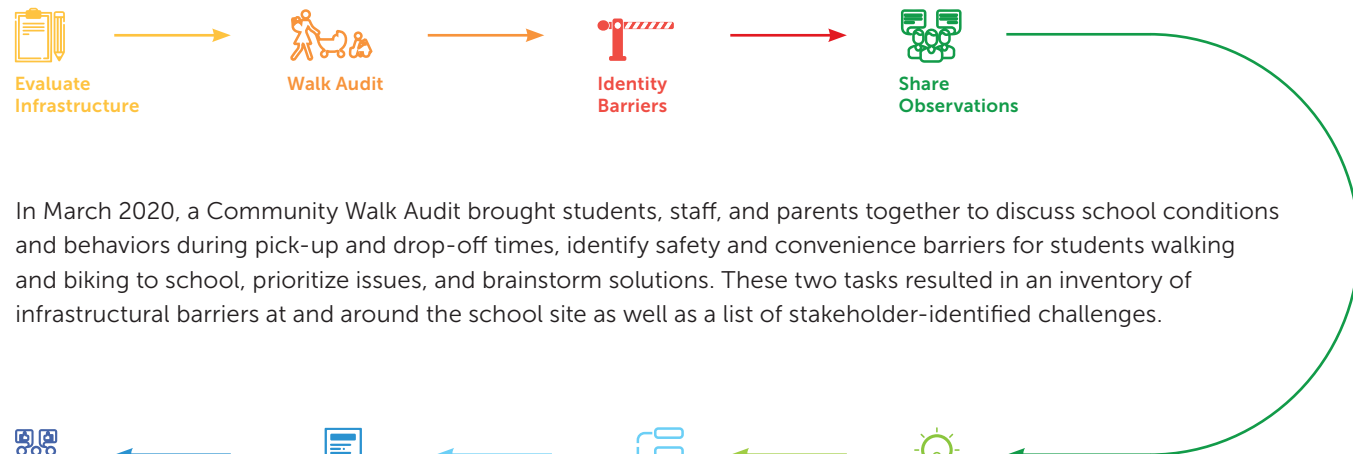 Evaluate
Infrastructure
Walk Audit
Identity
Barriers
Share
Observations
In March 2020, a Community Walk Audit brought students, staff, and parents together to discuss school conditions
and behaviors during pick-up and drop-off times, identify safety and convenience barriers for students walking
and biking to school, prioritize issues, and brainstorm solutions. These two tasks resulted in an inventory of
infrastructural barriers at and around the school site as well as a list of stakeholder-identified challenges.